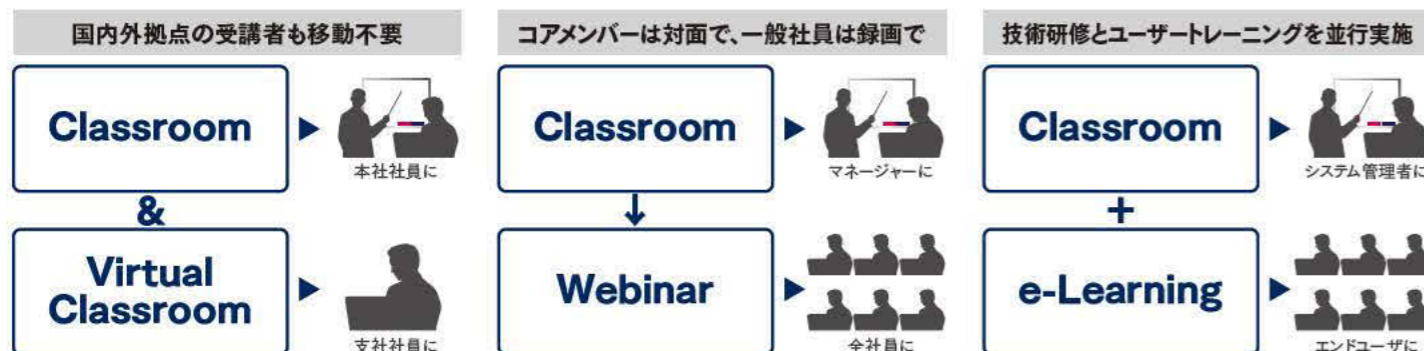 国内外拠点の受講者も移動不要
Classroom
本社社員に
&
Virtual
Classroom
支社社員に
コアメンバーは対面で、一般社員は録画で
Classroom
マネージャーに
↓
Webinar
全社員に
技術研修とユーザートレーニングを並行実施
Classroom
システム管理者に
+
e-Learning
エンドユーザに